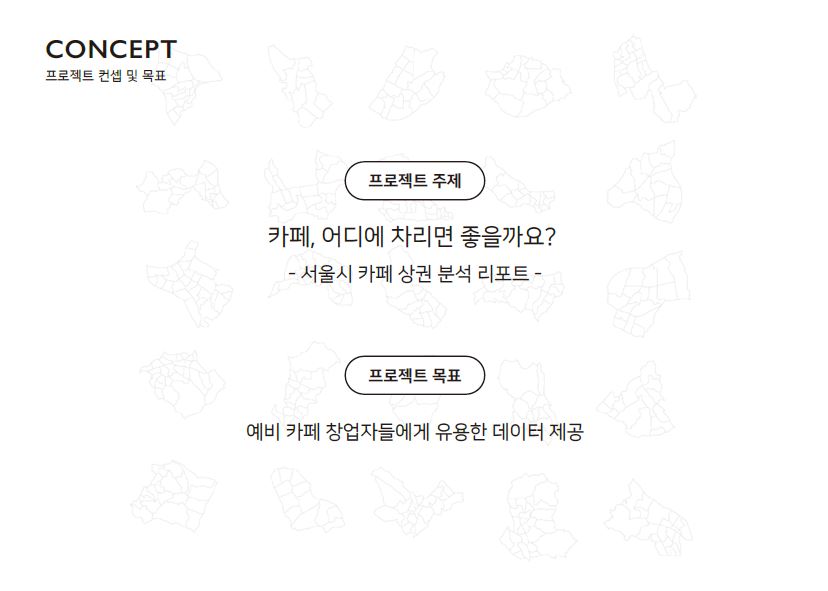 CONCEPT
프로젝트 컨셉 및 목표
프로젝트 주제
카페, 어디에 차리면 좋을까요?
- 서울시 카페 상권 분석 리포트 -
프로젝트 목표
예비 카페 창업자들에게 유용한 데이터 제공